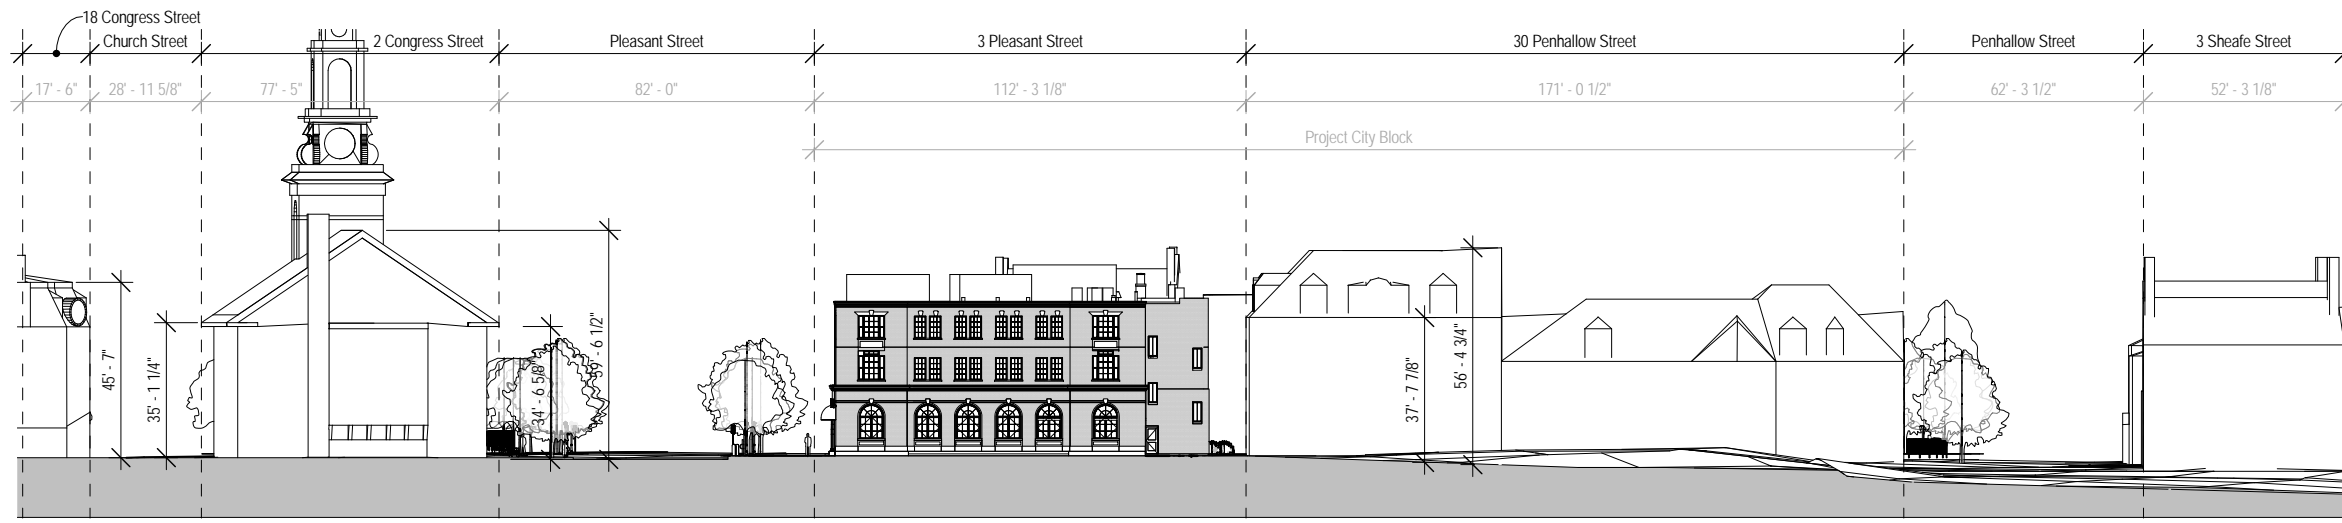 18 Congress Street
Church Street
2 Congress Street
Pleasant Street
3 Pleasant Street
30 Penhallow Street
Penhallow Street
3 Sheafe Street
17' - 6"
28' - 11 5/8"
77' - 5"
82' - 0"
112' - 3 1/8"
171' - 0 1/2"
62' - 3 1/2"
52' - 3 1/8"
Project City Block
45' - 7"
35' - 1 1/4"
34' - 6 5/8"
59' - 6 1/2"
37' - 7 7/8"
56' - 4 3/4"